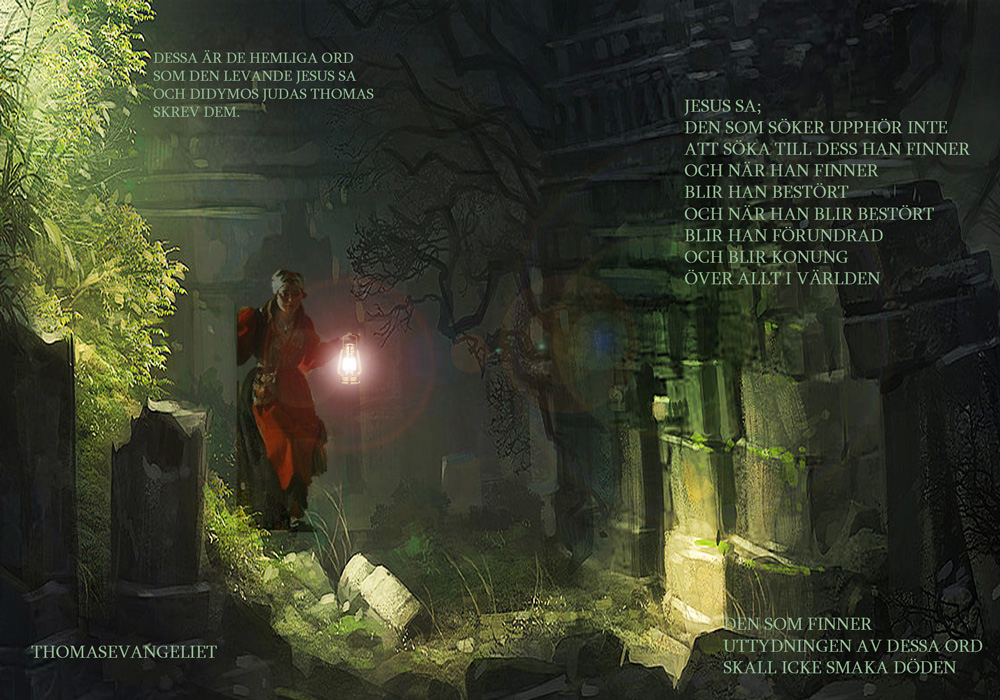 DESSA ÄR DE HEMLIGA ORD
SOM DEN LEVANDE JESUS SA
OCH DIDYMOS JUDAS THOMAS
SKREV DEM.
JESUS SA;
DEN SOM SÖKER UPPHÖR INTE
ATT SÖKA TILL DESS HAN FINNER
OCH NÄR HAN FINNER
BLIR HAN BESTÖRT
OCH NÄR HAN BLIR BESTÖRT
BLIR HAN FÖRUNDRAD
OCH BLIR KONUNG
ÖVER ALLT I VÄRLDEN
THOMASEVANGELIET
DEN SOM FINNER
UTTYDNINGEN AV DESSA ORD
SKALL ICKE SMAKA DÖDEN